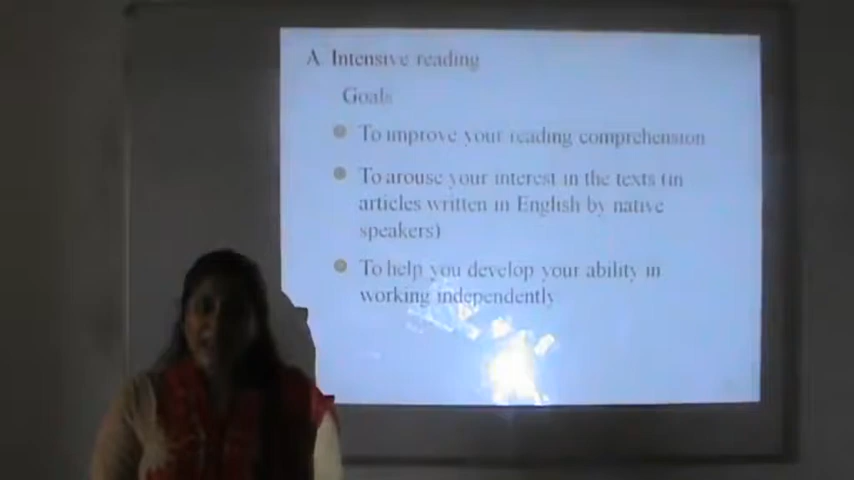 A. Intensive reading
Goals
To improve your reading comprehension
To arouse your interest in the texts (in
articles written in English by native
speakers)
To help you develop your ability in
working independently